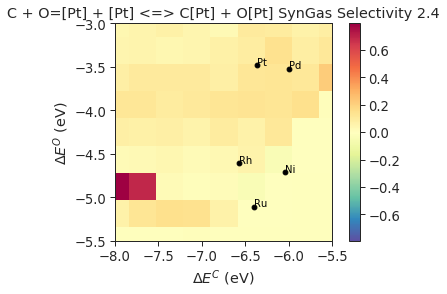 C + O=[Pt] + [Pt] <=> C[Pt] + O[Pt] SynGas Selectivity 2.4
−3.0
−3.5
−4.0
−4.5
−5.0
−5.5
ΔE^O (eV)
Pt
Pd
Rh
Ni
Ru
−8.0 −7.5 −7.0 −6.5 −6.0 −5.5
ΔE^C (eV)
0.6
0.4
0.2
0.0
−0.2
−0.4
−0.6